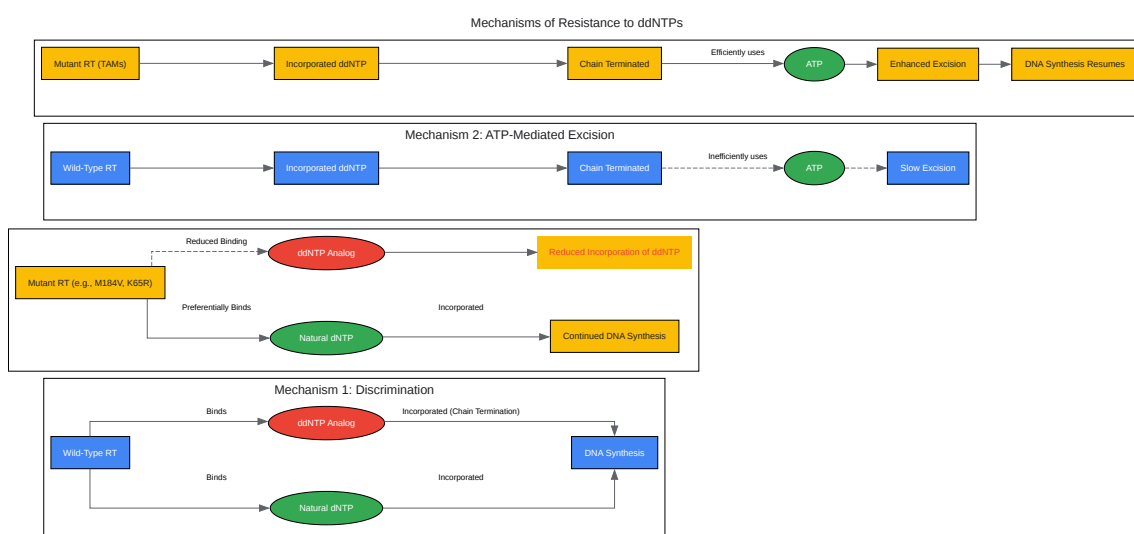 Mechanisms of Resistance to ddNTPs
Efficiently uses
Mutant RT (TAMs)
Incorporated ddNTP
Chain Terminated
ATP
Enhanced Excision
DNA Synthesis Resumes
Mechanism 2: ATP-Mediated Excision
Inefficiently uses
Wild-Type RT
Incorporated ddNTP
Chain Terminated
ATP
Slow Excision
Reduced Binding
ddNTP Analog
Reduced Incorporation of ddNTP
Mutant RT (e.g., M184V, K65R)
Preferentially Binds
Incorporated
Natural dNTP
Continued DNA Synthesis
Mechanism 1: Discrimination
Binds
Incorporated (Chain Termination)
ddNTP Analog
Wild-Type RT
DNA Synthesis
Binds
Incorporated
Natural dNTP